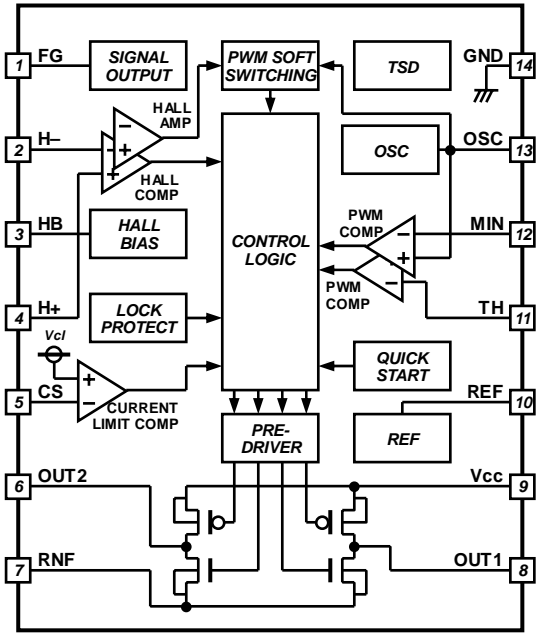 1 FG
SIGNAL
OUTPUT
PWM SOFT
SWITCHING
TSD
GND 14
HALL
AMP
2 H–
–
+
–
+
HALL
COMP
OSC
OSC 13
3 HB
HALL
BIAS
CONTROL
LOGIC
PWM
COMP
–
+
MIN 12
PWM
COMP
–
4 H+
LOCK
PROTECT
TH 11
Vcl
+
–
5 CS
CURRENT
LIMIT COMP
QUICK
START
REF 10
PRE-
DRIVER
REF
6 OUT2
Vcc 9
7 RNF
OUT1 8